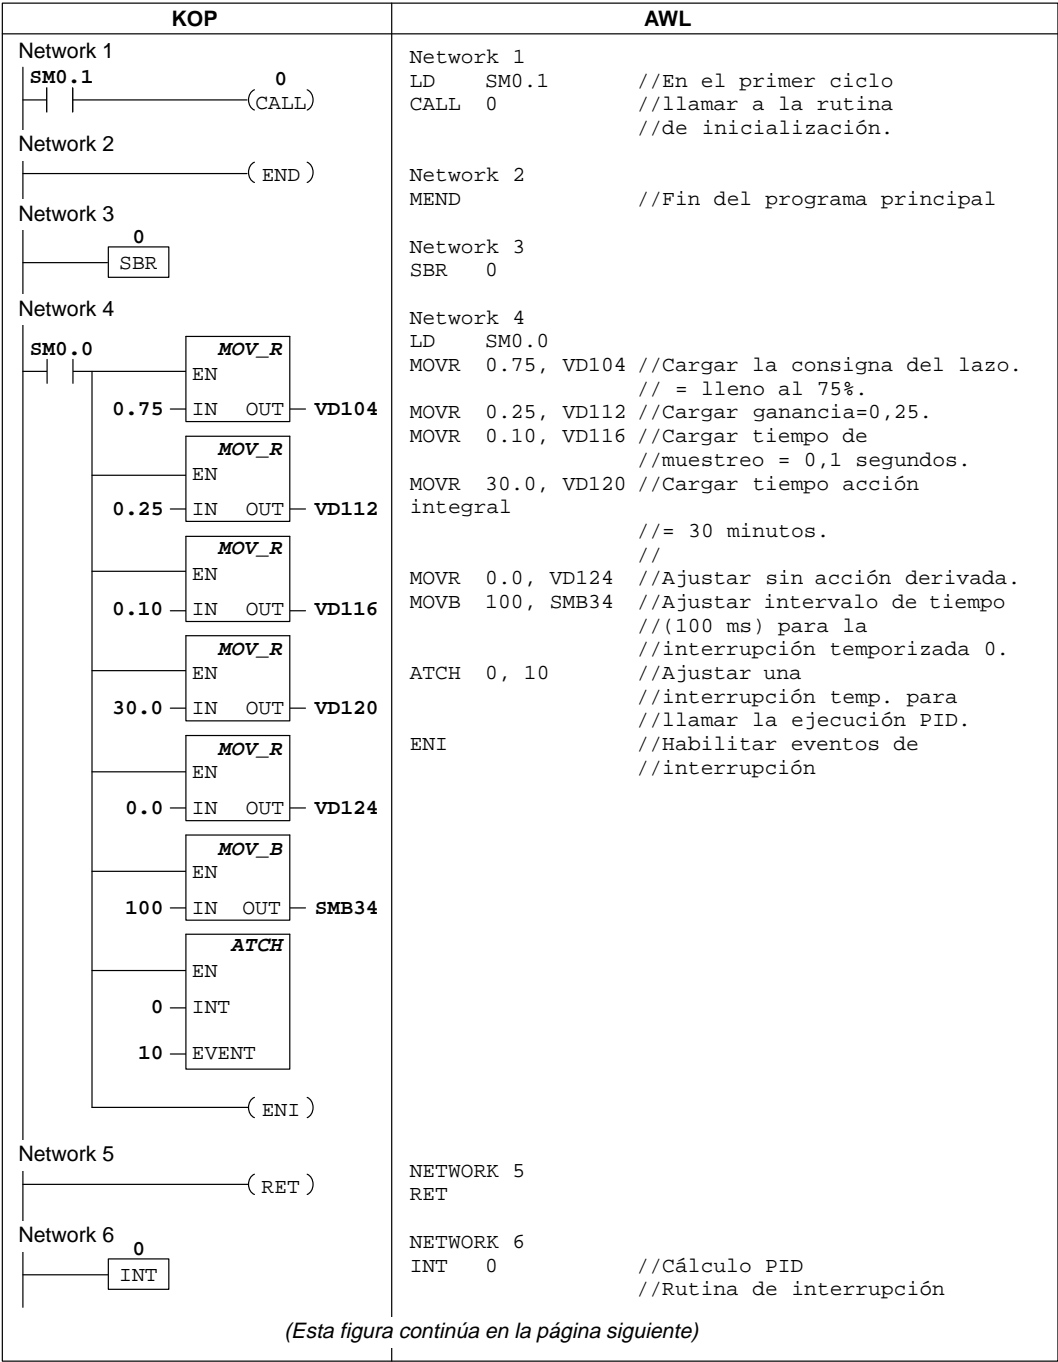 KOP
AWL
Network 1
SM0.1
0
(CALL)
Network 2
( END )
Network 3
0
SBR
Network 4
SM0.0
MOV_R
EN
0.75 IN OUT VD104
MOV_R
EN
0.25 IN OUT VD112
MOV_R
EN
0.10 IN OUT VD116
MOV_R
EN
30.0 IN OUT VD120
MOV_R
EN
0.0 IN OUT VD124
MOV_B
EN
100 IN OUT SMB34
ATCH
EN
0 INT
10 EVENT
( ENI )
Network 5
( RET )
Network 6
0
INT
Network 1
LD SM0.1 //En el primer ciclo
CALL 0 //llamar a la rutina
//de inicialización.
Network 2
MEND //Fin del programa principal
Network 3
SBR 0
Network 4
LD SM0.0
MOVR 0.75, VD104 //Cargar la consigna del lazo.
// = lleno al 75%.
MOVR 0.25, VD112 //Cargar ganancia=0,25.
MOVR 0.10, VD116 //Cargar tiempo de
//muestreo = 0,1 segundos.
MOVR 30.0, VD120 //Cargar tiempo acción
integral
//= 30 minutos.
//
MOVR 0.0, VD124 //Ajustar sin acción derivada.
MOVB 100, SMB34 //Ajustar intervalo de tiempo
//(100 ms) para la
//interrupción temporizada 0.
ATCH 0, 10 //Ajustar una
//interrupción temp. para
//llamar la ejecución PID.
ENI //Habilitar eventos de
//interrupción
NETWORK 5
RET
NETWORK 6
INT 0 //Cálculo PID
//Rutina de interrupción
(Esta figura continúa en la página siguiente)